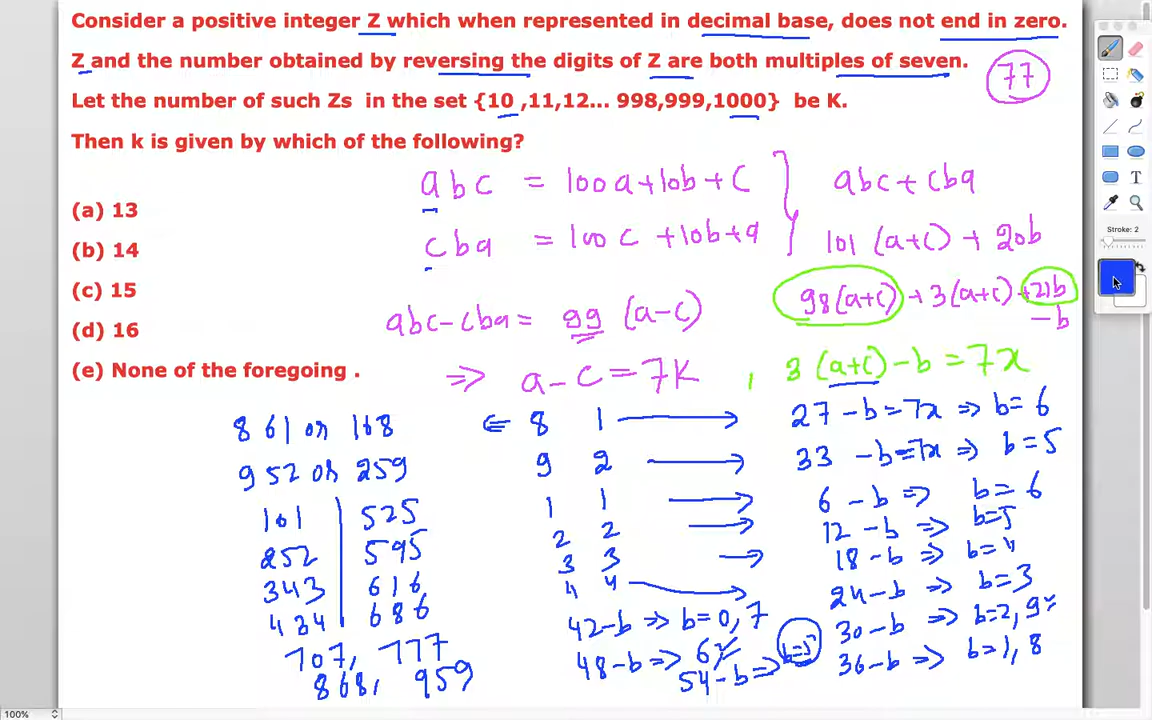 Consider a positive integer Z which when represented in decimal base, does not end in zero.
Z and the number obtained by reversing the digits of Z are both multiples of seven.
77
Let the number of such Zs in the set {10 ,11,12... 998,999,1000} be K.
Then k is given by which of the following?
(a) 13
(b) 14
(c) 15
(d) 16
(e) None of the foregoing .
abc = 100a+10b+C } abc + cba
cba = 100c +10b+a 101 (a+c) + 20b
abc-cba= 99 (a-c)
98(a+c) + 3(a+c) +21b -b
=> a-c=7K , 3 (a+c)-b=7x
861 or 168 <= 8 1 → 27-b=7x => b=6
952 or 259 9 2 → 33 -b=7x => b=5
101 | 525 1 1 → 6-b => b=6
252 | 595 2 2 → 12-b => b=5
343 | 616 3 3 → 18-b => b=4
434 | 686 4 4 → 24-b => b=3
707, 777 42-b => b=0, 7 30-b => b=2, 9
868, 959 48-b => 6 54-b => b=5 36-b => b=1, 8
T
Stroke: 2
100%